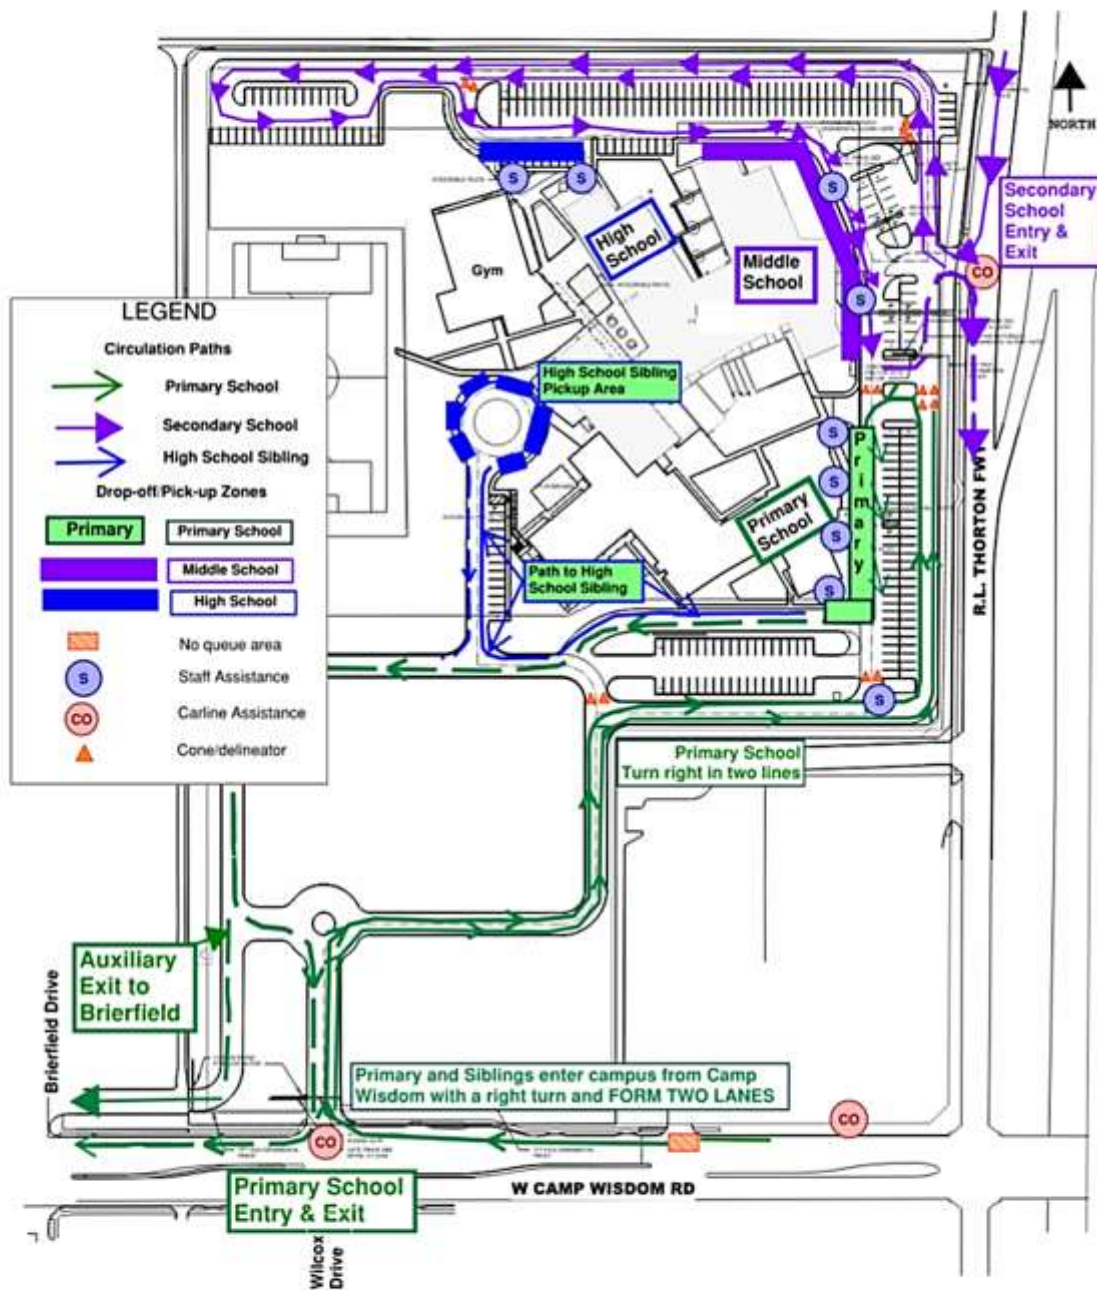 NORTH
Secondary
School
Entry &
Exit
CO
S
S
S
High
School
Middle
School
Gym
S
LEGEND
Circulation Paths
Primary School
Secondary School
High School Sibling
Drop-off/Pick-up Zones
Primary
Primary School
Middle School
High School
No queue area
S
Staff Assistance
CO
Carline Assistance
Cone/delineator
High School Sibling
Pickup Area
S
S
S
S
Primary
Primary
School
R.L. THORTON FWY
Path to High
School Sibling
S
Primary School
Turn right in two lines
Auxiliary
Exit to
Brierfield
Brierfield Drive
Primary and Siblings enter campus from Camp
Wisdom with a right turn and FORM TWO LANES
CO
CO
W CAMP WISDOM RD
Primary School
Entry & Exit
Wilcox
Drive